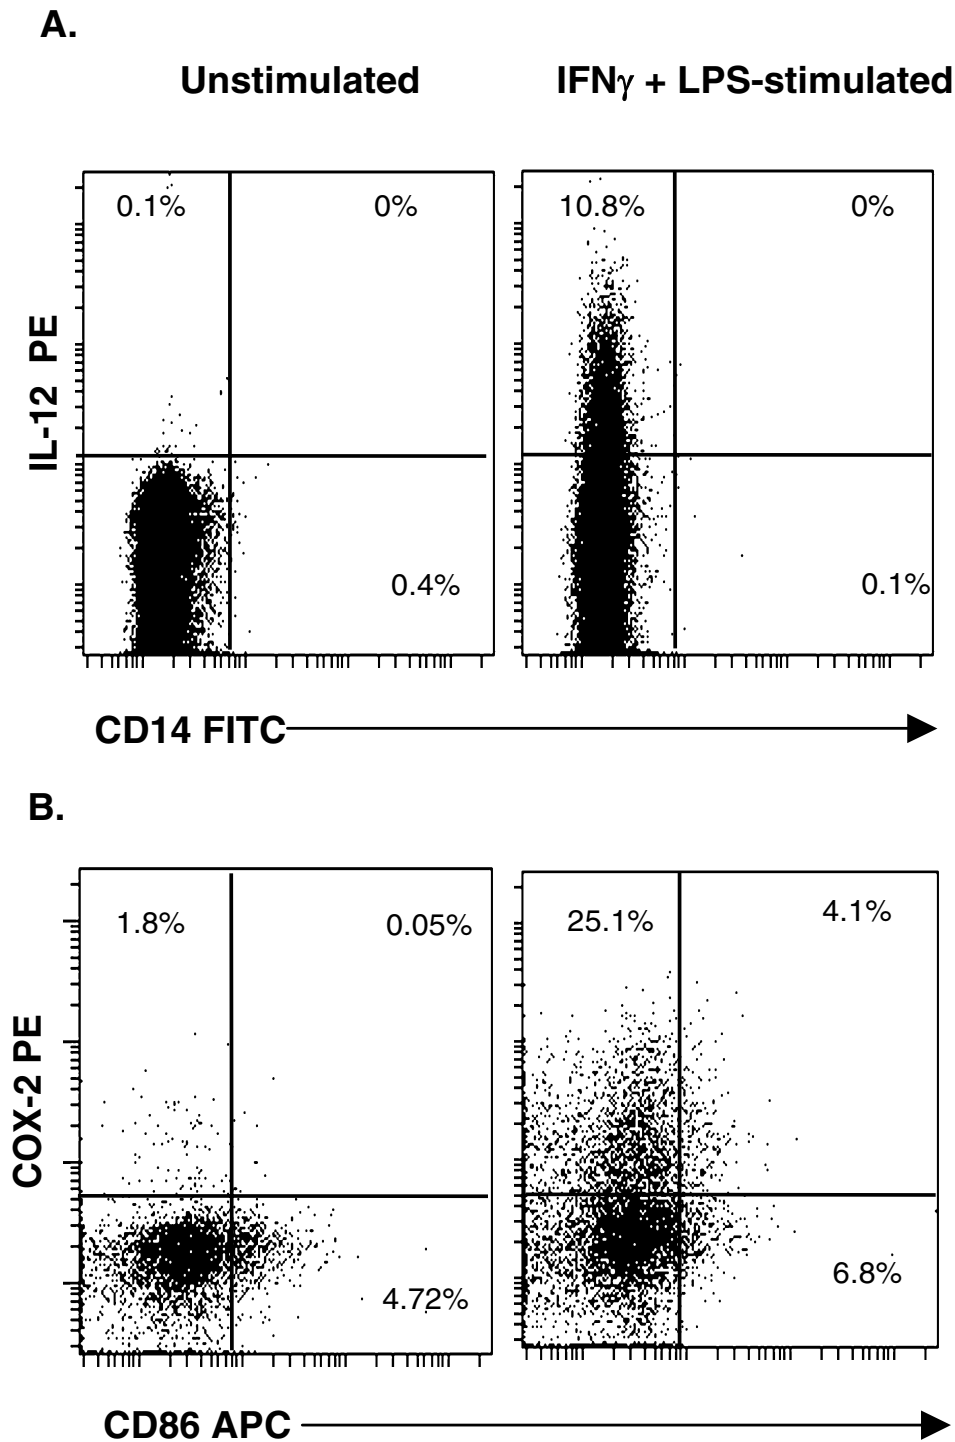 A.
Unstimulated
IFNγ + LPS-stimulated
0.1%
0%
10.8%
0%
IL-12 PE
0.4%
0.1%
CD14 FITC
B.
1.8%
0.05%
25.1%
4.1%
COX-2 PE
4.72%
6.8%
CD86 APC